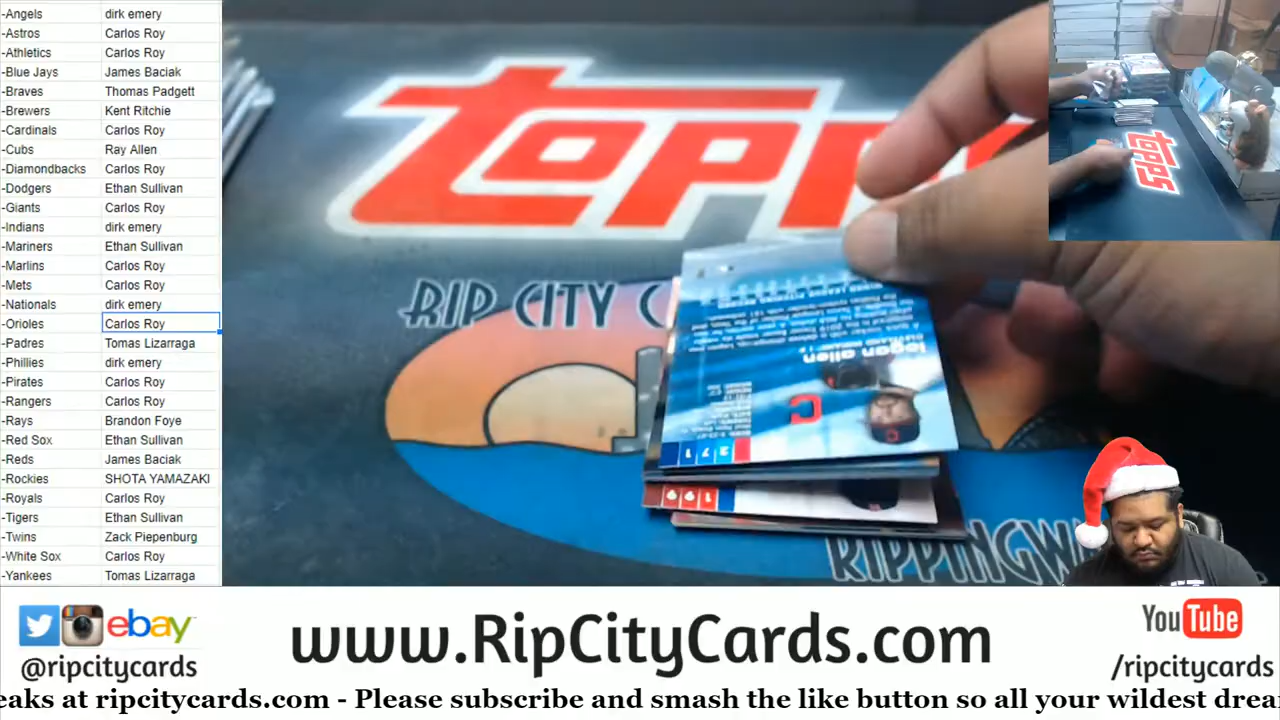 -Angels dirk emery
-Astros Carlos Roy
-Athletics Carlos Roy
-Blue Jays James Baciak
-Braves Thomas Padgett
-Brewers Kent Ritchie
-Cardinals Carlos Roy
-Cubs Ray Allen
-Diamondbacks Carlos Roy
-Dodgers Ethan Sullivan
-Giants Carlos Roy
-Indians dirk emery
-Mariners Ethan Sullivan
-Marlins Carlos Roy
-Mets Carlos Roy
-Nationals dirk emery
-Orioles Carlos Roy
-Padres Tomas Lizarraga
-Phillies dirk emery
-Pirates Carlos Roy
-Rangers Carlos Roy
-Rays Brandon Foye
-Red Sox Ethan Sullivan
-Reds James Baciak
-Rockies SHOTA YAMAZAKI
-Royals Carlos Roy
-Tigers Ethan Sullivan
-Twins Zack Piepenburg
-White Sox Carlos Roy
-Yankees Tomas Lizarraga
topps
RIP CITY
logan allen
C
271
199
RIPPINGW
topps
ebay
@ripcitycards
www.RipCityCards.com
YouTube
/ripcitycards
eaks at ripcitycards.com - Please subscribe and smash the like button so all your wildest drea